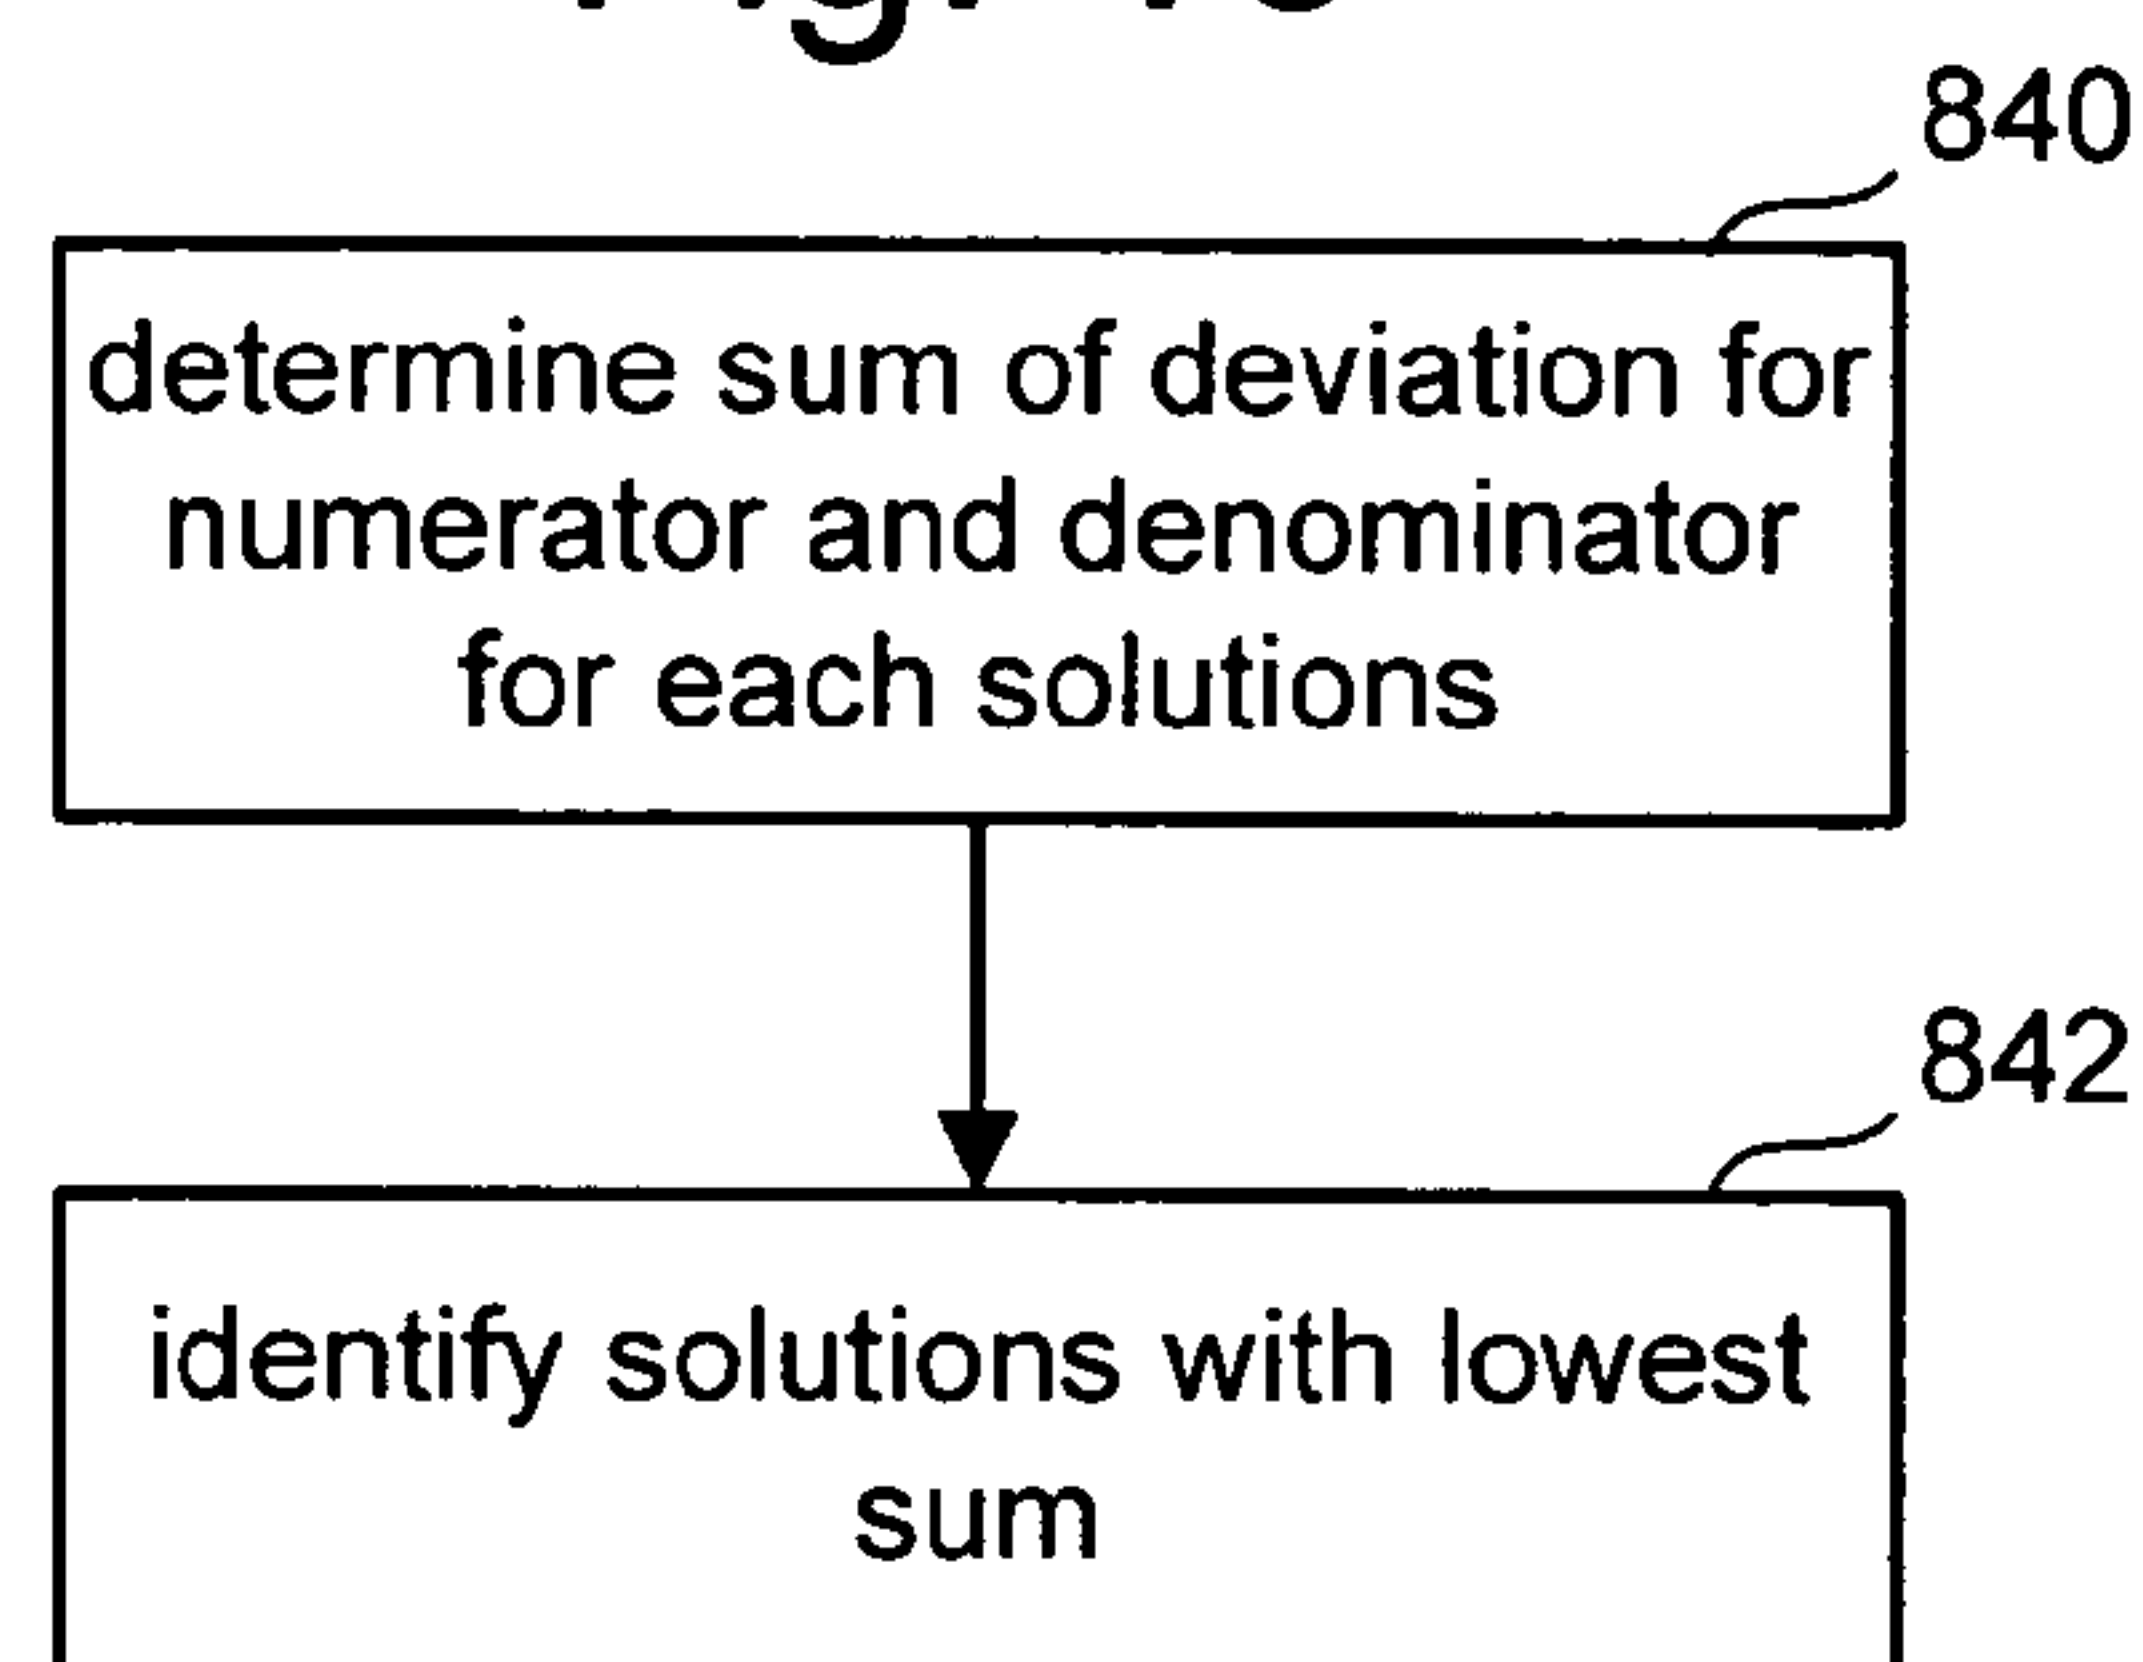 840
determine sum of deviation for
numerator and denominator
for each solutions
842
identify solutions with lowest
sum